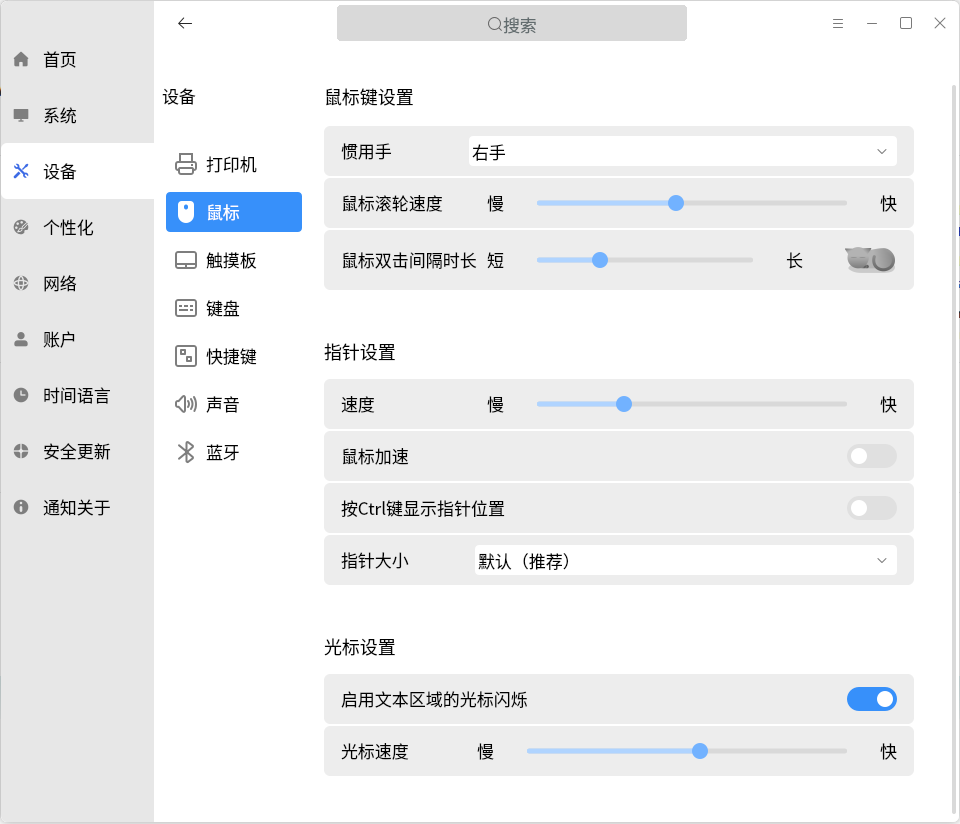 搜索
首页
系统
设备
个性化
网络
账户
时间语言
安全更新
通知关于
设备
打印机
鼠标
触摸板
键盘
快捷键
声音
蓝牙
鼠标键设置
惯用手 右手
鼠标滚轮速度 慢 快
鼠标双击间隔时长 短 长
指针设置
速度 慢 快
鼠标加速
按Ctrl键显示指针位置
指针大小 默认（推荐）
光标设置
启用文本区域的光标闪烁
光标速度 慢 快